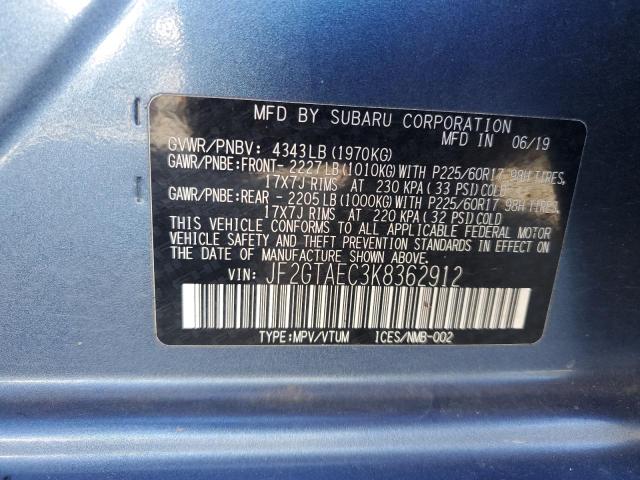 MFD BY SUBARU CORPORATION
MFD IN 06/19
GVWR/PNBV: 4343LB(1970KG)
GAWR/PNBE:FRONT-2227LB(1010KG)WITH P225/60R17 98H TIRES,
17X7J RIMS AT 230 KPA(33 PSI)COLD
GAWR/PNBE:REAR -2205LB(1000KG)WITH P225/60R17 98H TIRES,
17X7J RIMS AT 220 KPA(32 PSI)COLD
THIS VEHICLE CONFORMS TO ALL APPLICABLE FEDERAL MOTOR
VEHICLE SAFETY AND THEFT PREVENTION STANDARDS IN EFFECT ON
THE DATE OF MANUFACTURE SHOWN ABOVE.
VIN: JF2GTAEC3K8362912
TYPE:MPV/VTUM ICES/NMB-002